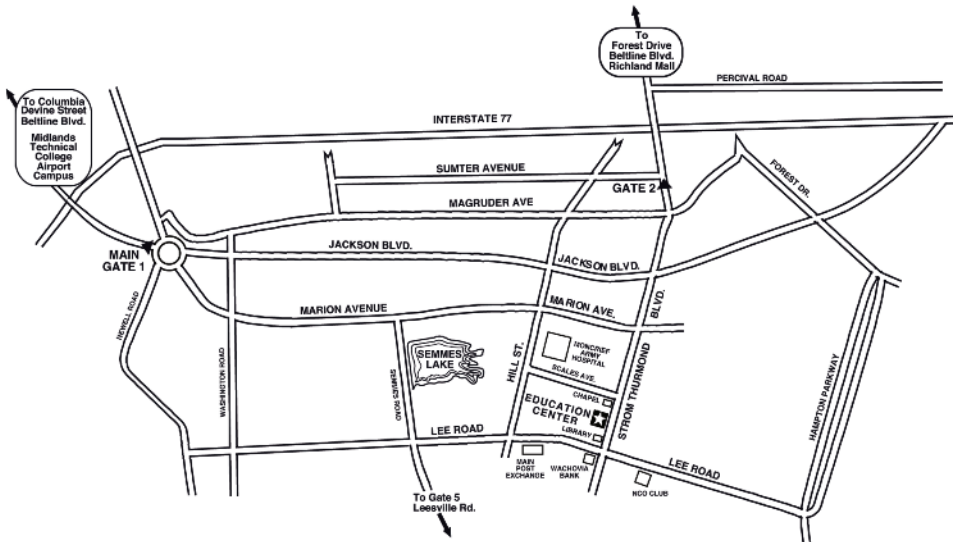 To
Forest Drive
Beltline Blvd.
Richland Mall
PERCIVAL ROAD
To Columbia
Devine Street
Beltline Blvd.
Midlands
Technical
College
Airport
Campus
INTERSTATE 77
SUMTER AVENUE
GATE 2
FOREST DR.
MAGRUDER AVE
MAIN
GATE 1
JACKSON BLVD.
JACKSON BLVD.
MARION AVENUE
MARION AVE.
BLVD.
STROM THURMOND
HEWELL ROAD
WASHINGTON ROAD
SEMMES
LAKE
SEMMES ROAD
HILL ST.
MONCRIEF
ARMY
HOSPITAL
SCALES AVE.
CHAPEL
EDUCATION
CENTER
LIBRARY
HAMPTON PARKWAY
LEE ROAD
LEE ROAD
MAIN
POST
EXCHANGE
WACHOVIA
BANK
NCO CLUB
To Gate 5
Leesville Rd.